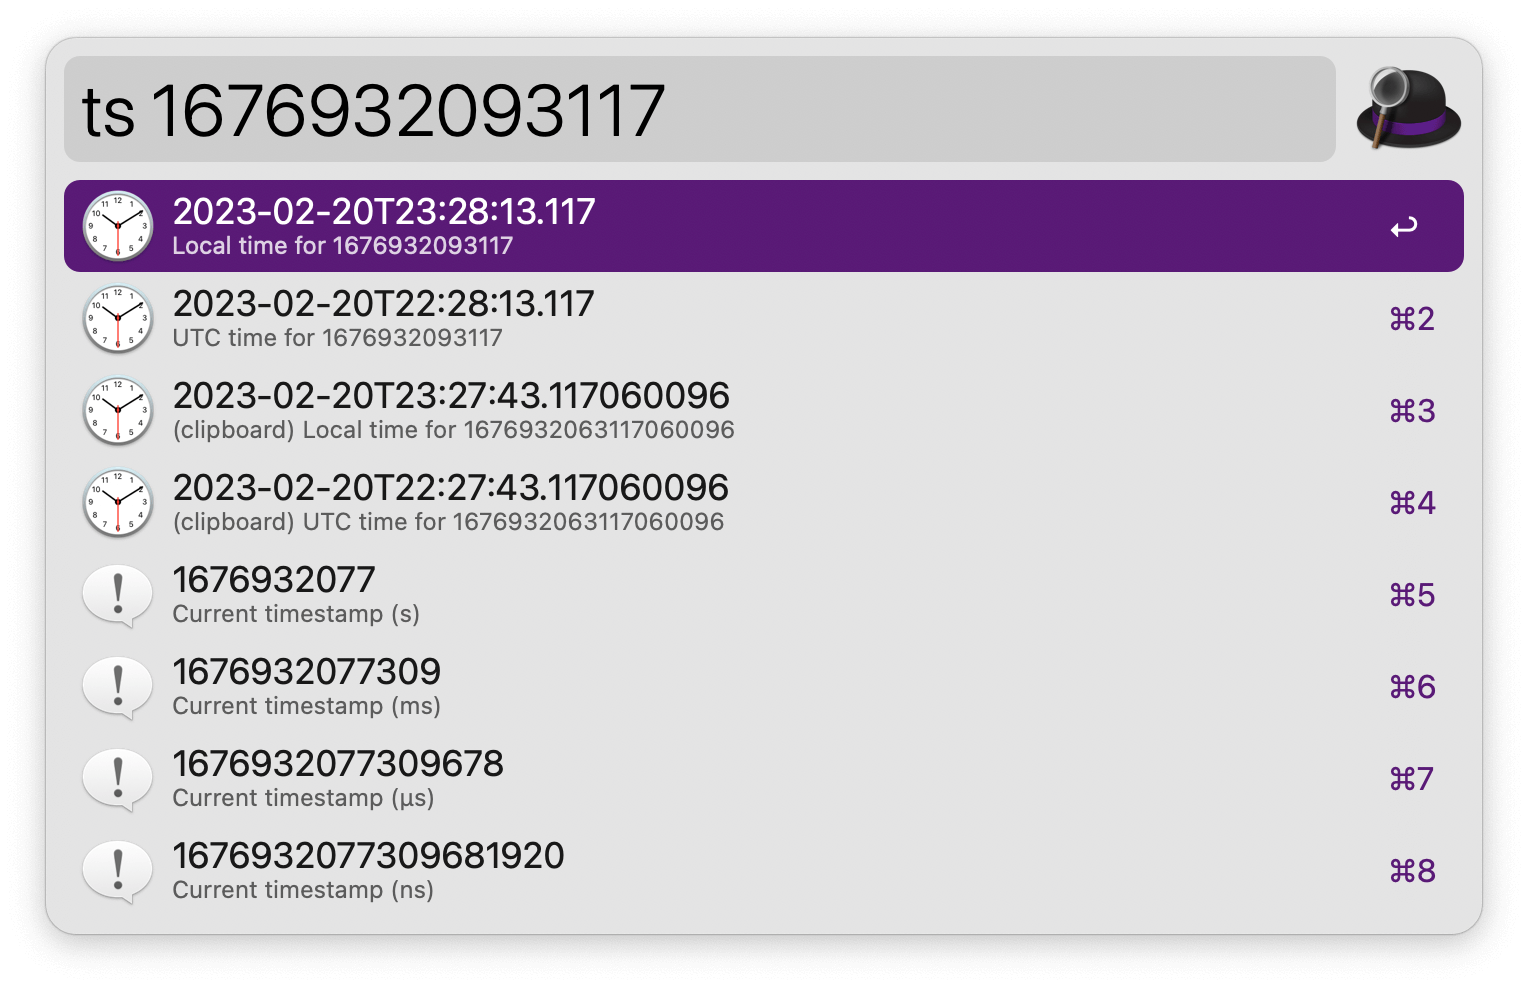 ts 1676932093117
2023-02-20T23:28:13.117
Local time for 1676932093117
2023-02-20T22:28:13.117
UTC time for 1676932093117
⌘2
2023-02-20T23:27:43.117060096
(clipboard) Local time for 1676932063117060096
⌘3
2023-02-20T22:27:43.117060096
(clipboard) UTC time for 1676932063117060096
⌘4
1676932077
Current timestamp (s)
⌘5
1676932077309
Current timestamp (ms)
⌘6
1676932077309678
Current timestamp (µs)
⌘7
1676932077309681920
Current timestamp (ns)
⌘8